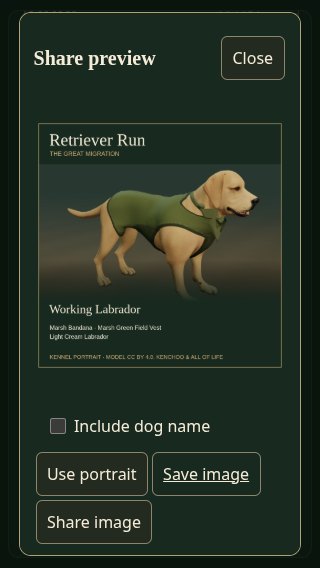 Share preview
Close
Retriever Run
THE GREAT MIGRATION
Working Labrador
Marsh Bandana · Marsh Green Field Vest
Light Cream Labrador
KENNEL PORTRAIT · MODEL CC BY 4.0. KENCHOO & ALL OF LIFE
Include dog name
Use portrait
Save image
Share image